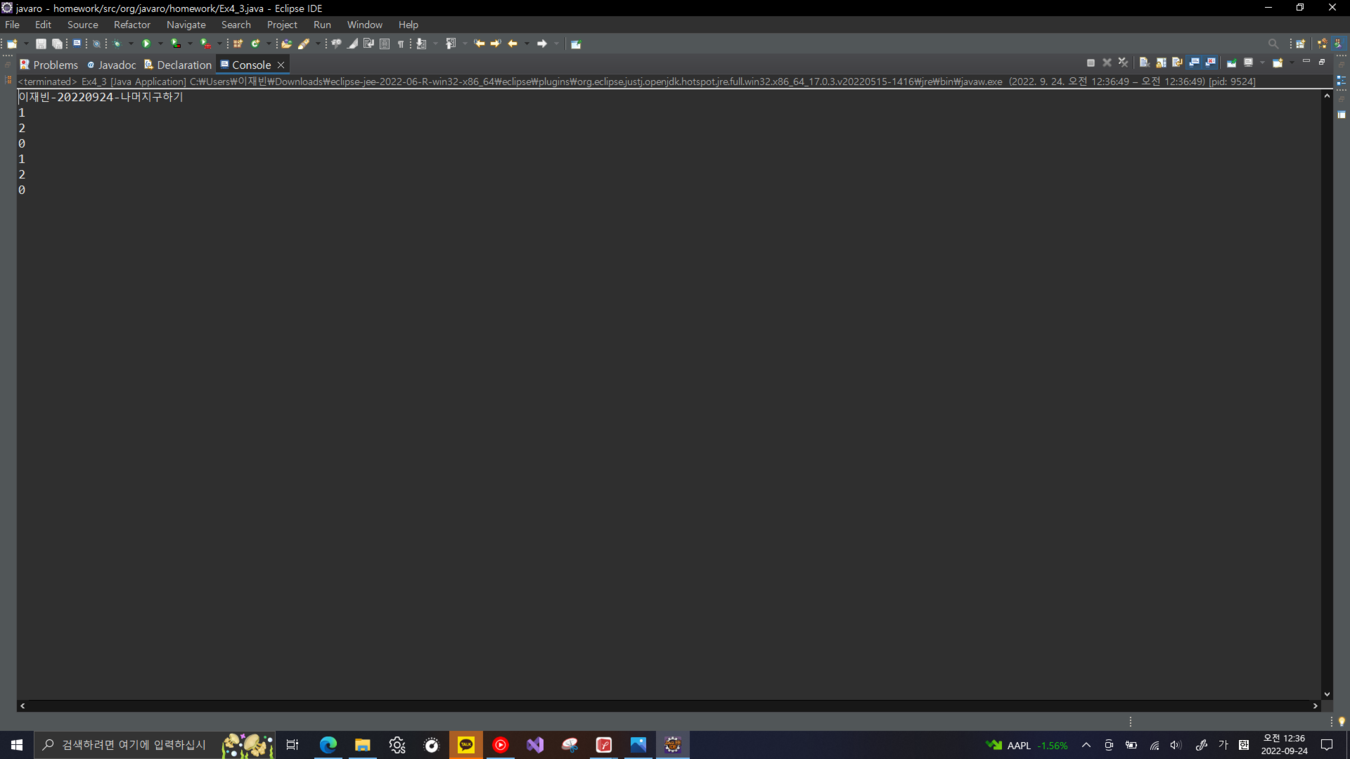 javaro - homework/src/org/javaro/homework/Ex4_3.java - Eclipse IDE
File Edit Source Refactor Navigate Search Project Run Window Help
Problems Javadoc Declaration Console
<terminated> Ex4_3 [Java Application] C:₩Users₩이재빈₩Downloads₩eclipse-jee-2022-06-R-win32-x86_64₩eclipse₩plugins₩org.eclipse.justj.openjdk.hotspot.jre.full.win32.x86_64_17.0.3.v20220515-1416₩jre₩bin₩javaw.exe (2022. 9. 24. 오전 12:36:49 – 오전 12:36:49) [pid: 9524]
이재빈-20220924-나머지구하기
1
2
0
1
2
0
검색하려면 여기에 입력하십시
TALK
AAPL -1.56%
가
한
오전 12:36
2022-09-24